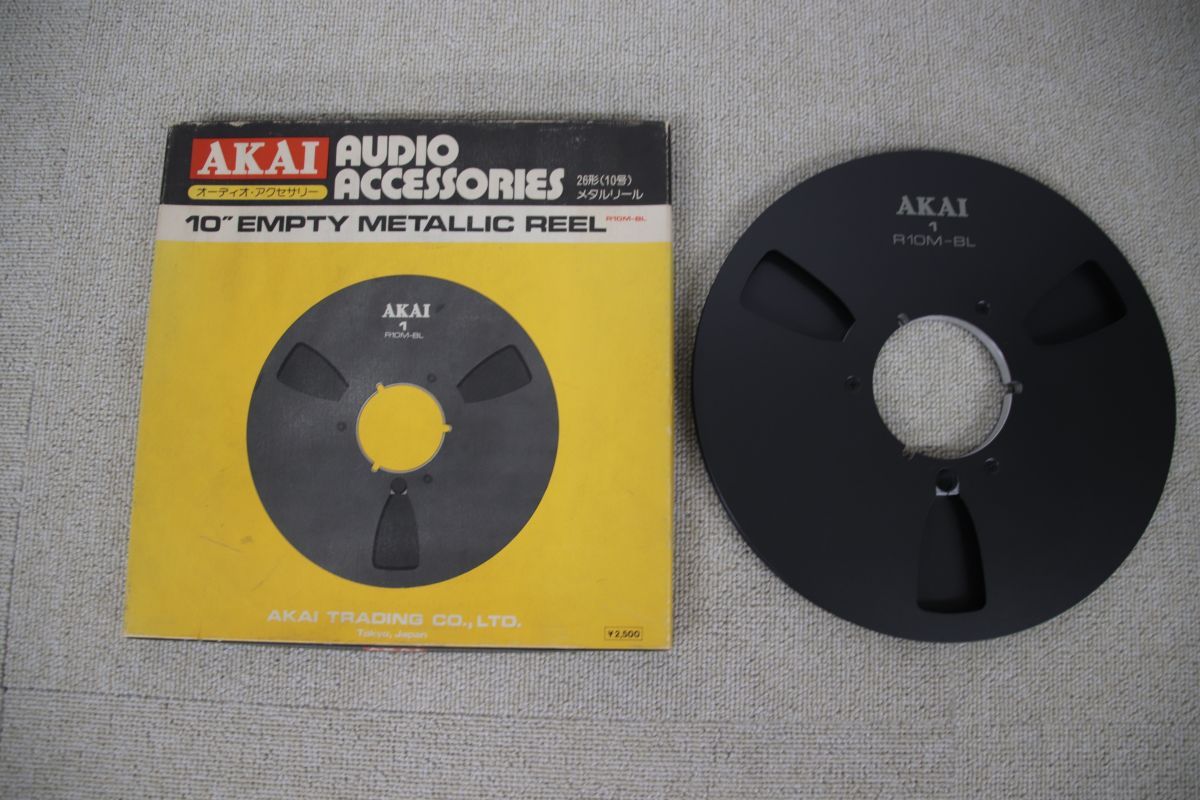 AKAI
オーディオ・アクセサリー
AUDIO
ACCESSORIES
26形(10号)
メタルリール
10" EMPTY METALLIC REEL
R10M-BL
AKAI
1
R10M-BL
AKAI TRADING CO., LTD.
Tokyo, Japan
¥2,500
AKAI
1
R10M-BL